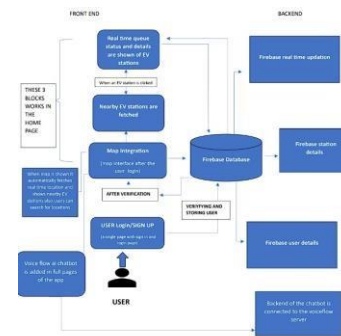 FRONT END
BACKEND
Real time queue
status and details
are shown of EV
stations
When an EV station is clicked
THESE 3
BLOCKS WORKS
IN THE
HOME PAGE
Nearby EV stations are
fetched
Map Integration
(map interface after the
user login)
When map is shown it
automatically fetches
real time location and
shows nearby EV
stations also users can
search for locations
AFTER VERIFICATION
Firebase Database
VERIFYING AND
STORING USER
USER Login/SIGN UP
USER
Voice flow ai chatbot
is added in full pages
of the app
Firebase real time updation
Firebase station
details
Firebase user details
Backend of the chatbot is
connected to the voiceflow
server